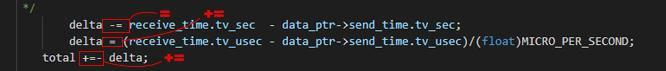 */
= +=
delta -= receive_time.tv_sec - data_ptr->send_time.tv_sec;
delta = (receive_time.tv_usec - data_ptr->send_time.tv_usec)/(float)MICRO_PER_SECOND;
total +=- delta; +=